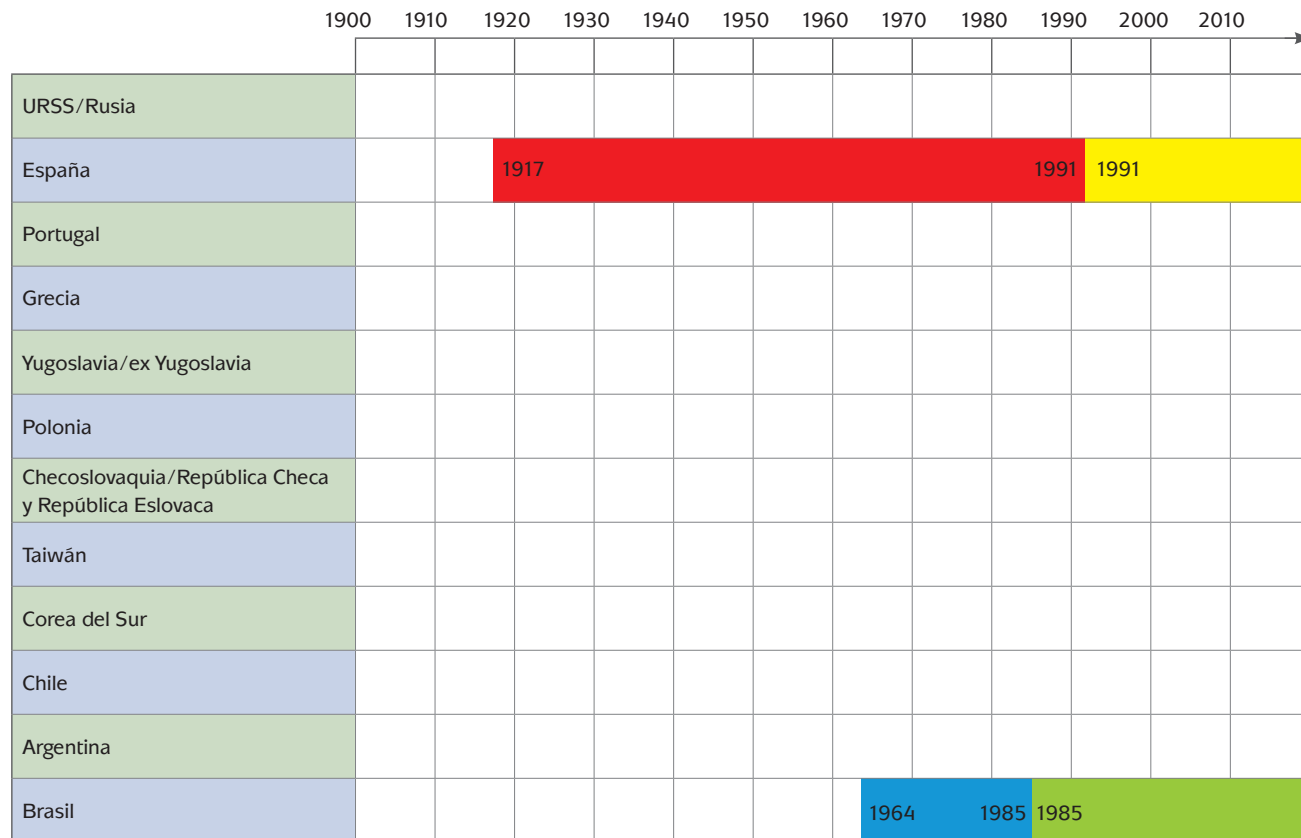 1900 1910 1920 1930 1940 1950 1960 1970 1980 1990 2000 2010
URSS/Rusia
España 1917 1991 1991
Portugal
Grecia
Yugoslavia/ex Yugoslavia
Polonia
Checoslovaquia/República Checa
y República Eslovaca
Taiwán
Corea del Sur
Chile
Argentina
Brasil 1964 1985 1985